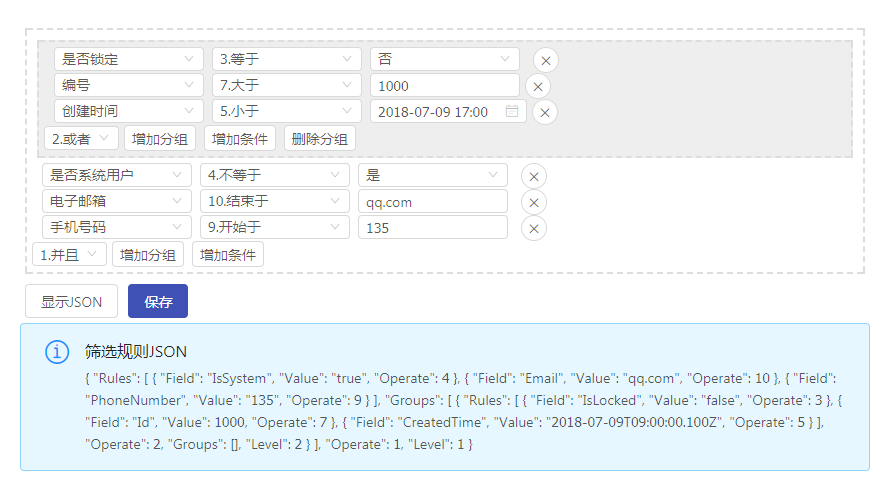 是否锁定 3.等于 否
编号 7.大于 1000
创建时间 5.小于 2018-07-09 17:00
2.或者 增加分组 增加条件 删除分组
是否系统用户 4.不等于 是
电子邮箱 10.结束于 qq.com
手机号码 9.开始于 135
1.并且 增加分组 增加条件
显示JSON 保存
筛选规则JSON
{ "Rules": [ { "Field": "IsSystem", "Value": "true", "Operate": 4 }, { "Field": "Email", "Value": "qq.com", "Operate": 10 }, { "Field":
"PhoneNumber", "Value": "135", "Operate": 9 } ], "Groups": [ { "Rules": [ { "Field": "IsLocked", "Value": "false", "Operate": 3 }, {
"Field": "Id", "Value": 1000, "Operate": 7 }, { "Field": "CreatedTime", "Value": "2018-07-09T09:00:00.100Z", "Operate": 5 } ],
"Operate": 2, "Groups": [], "Level": 2 } ], "Operate": 1, "Level": 1 }